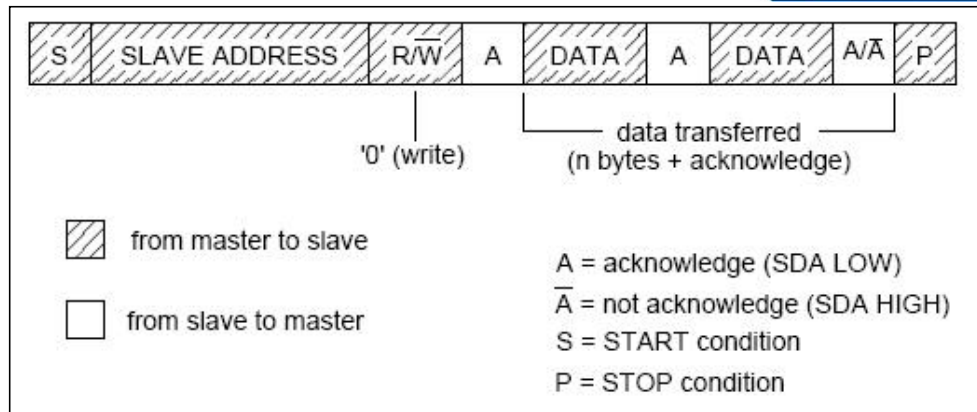 S SLAVE ADDRESS R/W̅ A DATA A DATA A/A̅ P
'0' (write)
data transferred
(n bytes + acknowledge)
from master to slave
from slave to master
A = acknowledge (SDA LOW)
A̅ = not acknowledge (SDA HIGH)
S = START condition
P = STOP condition